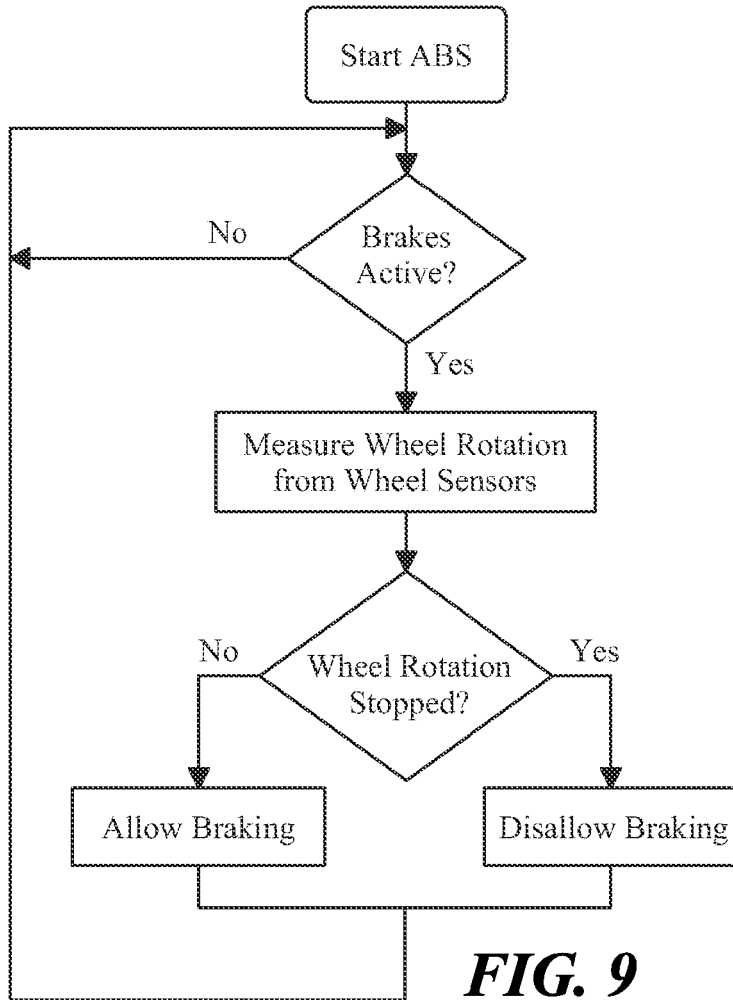 Start ABS
Brakes
Active?
No
Yes
Measure Wheel Rotation
from Wheel Sensors
Wheel Rotation
Stopped?
No
Yes
Allow Braking
Disallow Braking
FIG. 9